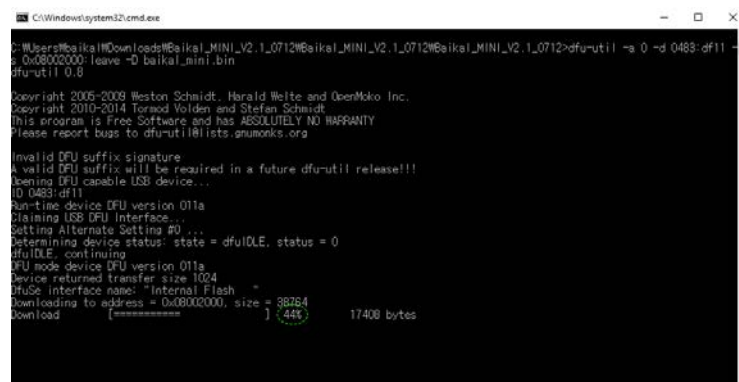 C:\Windows\system32\cmd.exe
C:₩Users₩baikal₩Downloads₩Baikal_MINI_V2.1_0712₩Baikal_MINI_V2.1_0712₩Baikal_MINI_V2.1_0712>dfu-util -a 0 -d 0483:df11 -
s 0x08002000:leave -D baikal_mini.bin
dfu-util 0.8
Copyright 2005-2009 Weston Schmidt, Harald Welte and OpenMoko Inc.
Copyright 2010-2014 Tormod Volden and Stefan Schmidt
This program is Free Software and has ABSOLUTELY NO WARRANTY
Please report bugs to dfu-util@lists.gnumonks.org
Invalid DFU suffix signature
A valid DFU suffix will be required in a future dfu-util release!!!
Opening DFU capable USB device...
ID 0483:df11
Run-time device DFU version 011a
Claiming USB DFU Interface...
Setting Alternate Setting #0 ...
Determining device status: state = dfuIDLE, status = 0
dfuIDLE, continuing
DFU mode device DFU version 011a
Device returned transfer size 1024
DfuSe interface name: "Internal Flash   "
Downloading to address = 0x08002000, size = 38764
Download        [===========              ]  44%        17408 bytes